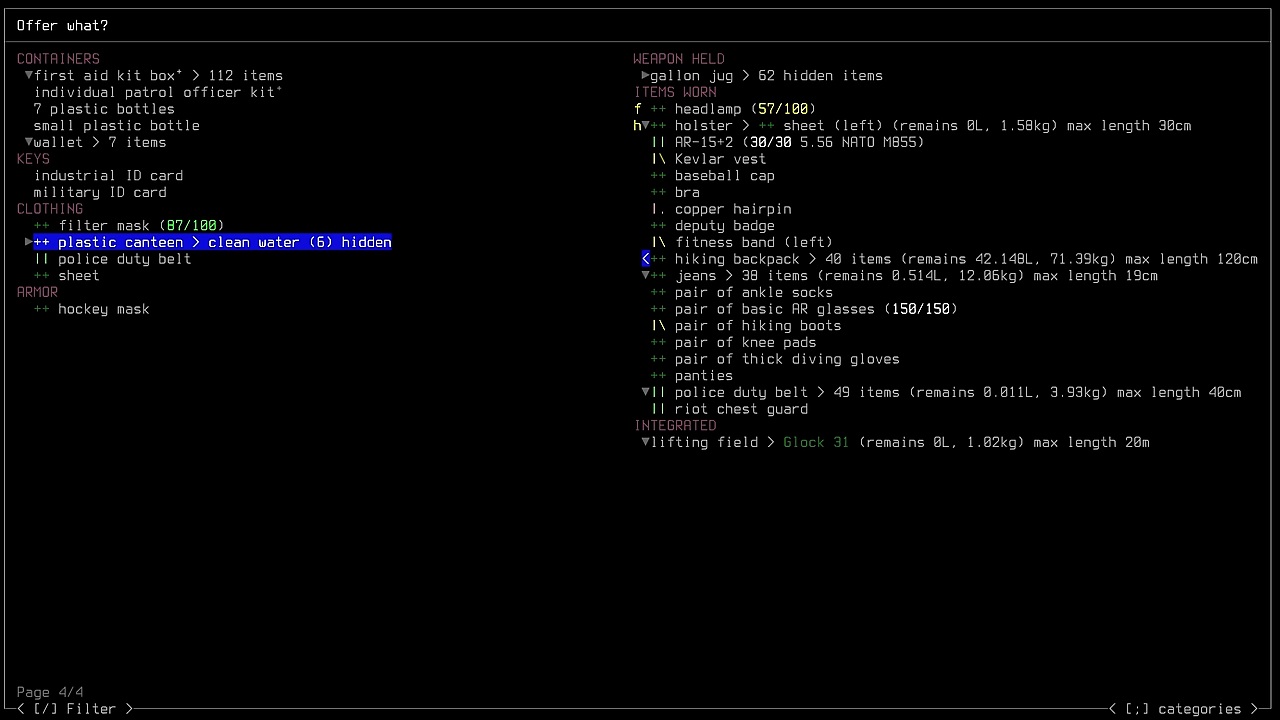 Offer what?
CONTAINERS
▼first aid kit box⁺ > 112 items
individual patrol officer kit⁺
7 plastic bottles
small plastic bottle
▼wallet > 7 items
KEYS
industrial ID card
military ID card
CLOTHING
++ filter mask (87/100)
▶++ plastic canteen > clean water (6) hidden
|| police duty belt
++ sheet
ARMOR
++ hockey mask
WEAPON HELD
▶gallon jug > 62 hidden items
ITEMS WORN
f ++ headlamp (57/100)
h▼++ holster > ++ sheet (left) (remains 0L, 1.58kg) max length 30cm
|| AR-15+2 (30/30 5.56 NATO M855)
|\ Kevlar vest
++ baseball cap
++ bra
|. copper hairpin
++ deputy badge
|\ fitness band (left)
<++ hiking backpack > 40 items (remains 42.148L, 71.39kg) max length 120cm
▼++ jeans > 38 items (remains 0.514L, 12.06kg) max length 19cm
++ pair of ankle socks
++ pair of basic AR glasses (150/150)
|\ pair of hiking boots
++ pair of knee pads
++ pair of thick diving gloves
++ panties
▼|| police duty belt > 49 items (remains 0.011L, 3.93kg) max length 40cm
|| riot chest guard
INTEGRATED
▼lifting field > Glock 31 (remains 0L, 1.02kg) max length 20m
Page 4/4
< [/] Filter >
< [;] categories >